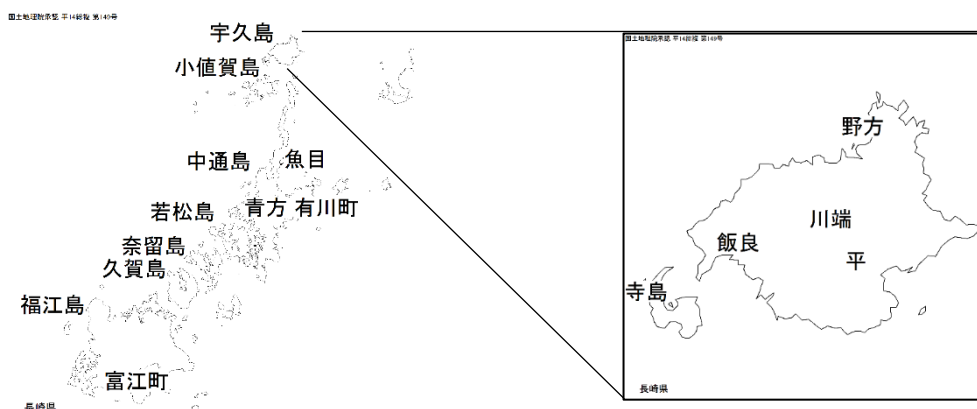 国土地理院承認 平14総複 第149号
宇久島
小値賀島
中通島
魚目
若松島
青方
有川町
奈留島
久賀島
福江島
富江町
長崎県
国土地理院承認 平14総複 第149号
野方
川端
飯良
平
寺島
長崎県